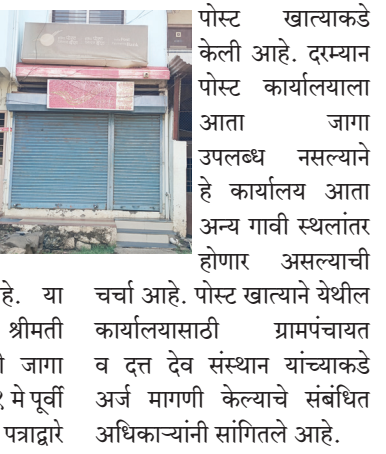 हे. या
श्रीमती
जागा
मे पूर्वी
पत्राद्वारे
पोस्ट खात्याकडे
केली आहे. दरम्यान
पोस्ट कार्यालयाला
आता जागा
उपलब्ध नसल्याने
हे कार्यालय आता
अन्य गावी स्थलांतर
होणार असल्याची
चर्चा आहे. पोस्ट खात्याने येथील
कार्यालयासाठी ग्रामपंचायत
व दत्त देव संस्थान यांच्याकडे
अर्ज मागणी केल्याचे संबंधित
अधिकाऱ्यांनी सांगितले आहे.